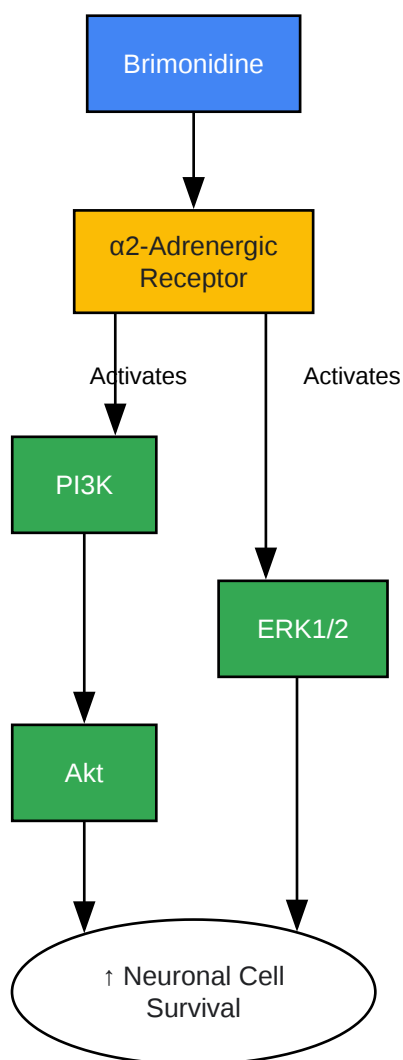 Brimonidine
α2-Adrenergic
Receptor
Activates
Activates
PI3K
ERK1/2
Akt
↑ Neuronal Cell
Survival